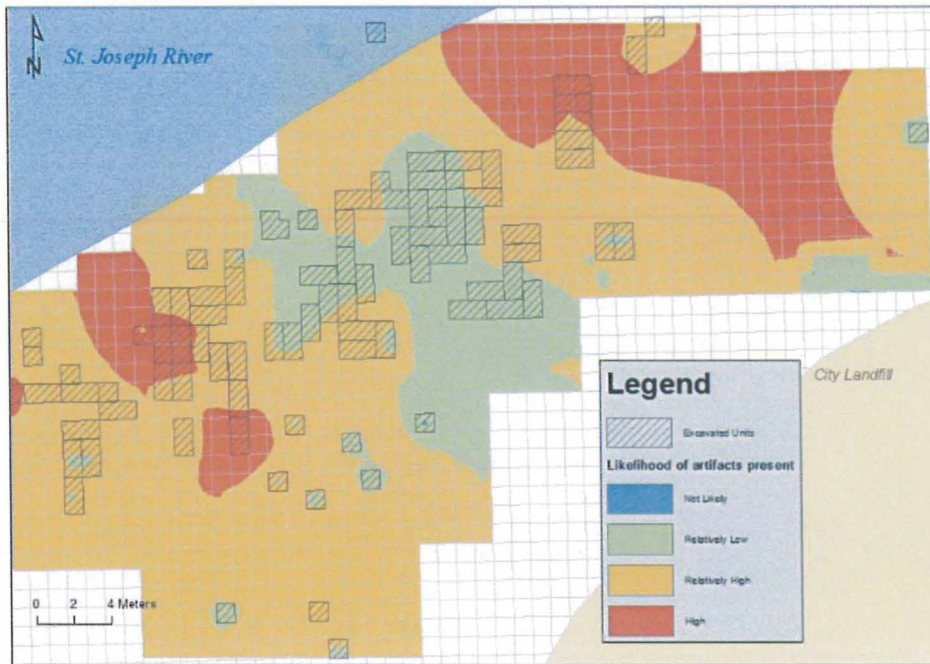 N
St. Joseph River
City Landfill
Legend
Excavated Units
Likelihood of artifacts present
Not Likely
Relatively Low
Relatively High
High
0 2 4 Meters